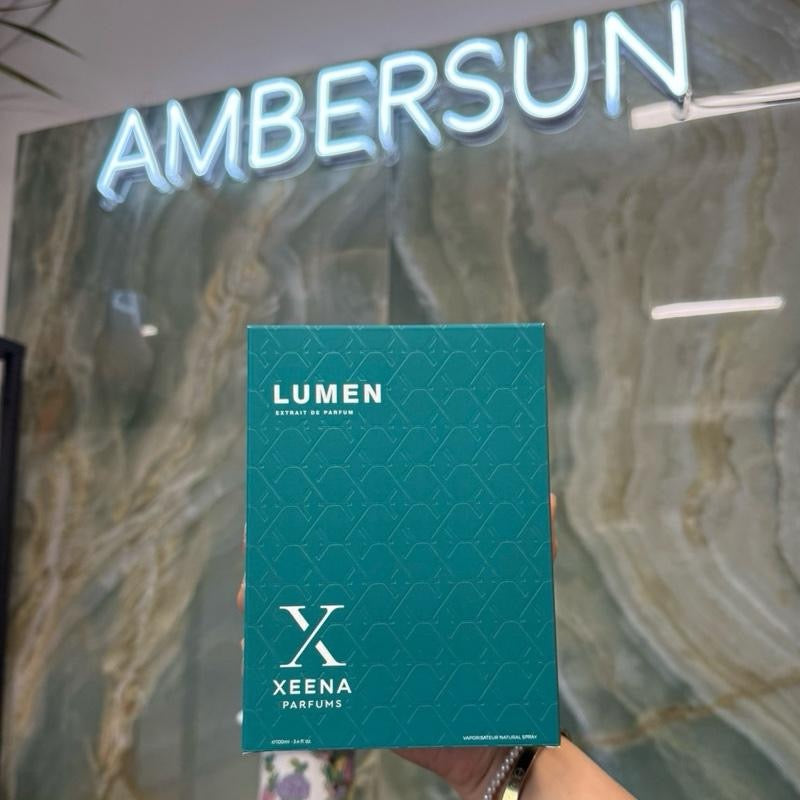 AMBERSUN
LUMEN
EXTRAIT DE PARFUM
X
XEENA
PARFUMS
VAPORISATEUR NATURAL SPRAY